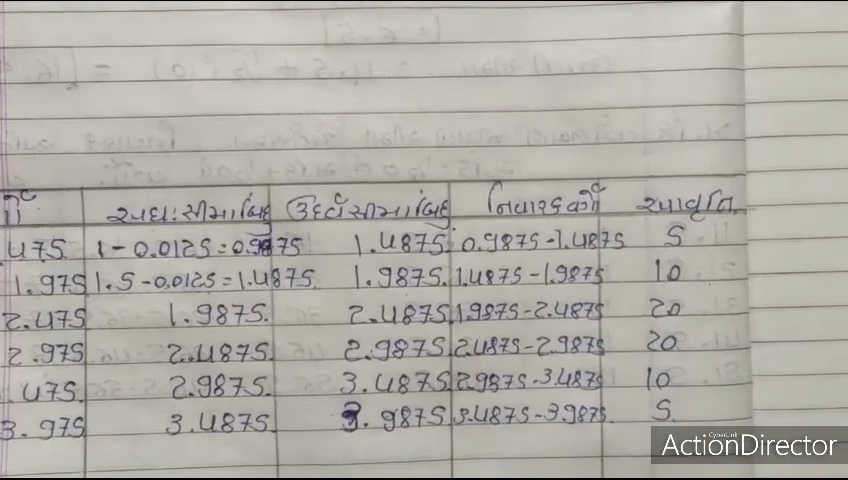 ર્ગ અધઃસીમાબિંદુ ઉર્ધ્વસીમાબિંદુ નિવારકવર્ગ આવૃત્તિ
.475 1 - 0.0125 = 0.9875 1.4875 0.9875 - 1.4875 5
1.975 1.5 - 0.0125 = 1.4875 1.9875 1.4875 - 1.9875 10
2.475 1.9875 2.4875 1.9875 - 2.4875 20
2.975 2.4875 2.9875 2.4875 - 2.9875 20
.475 2.9875 3.4875 2.9875 - 3.4875 10
3.975 3.4875 3.9875 3.4875 - 3.9875 5
CyberLink
ActionDirector